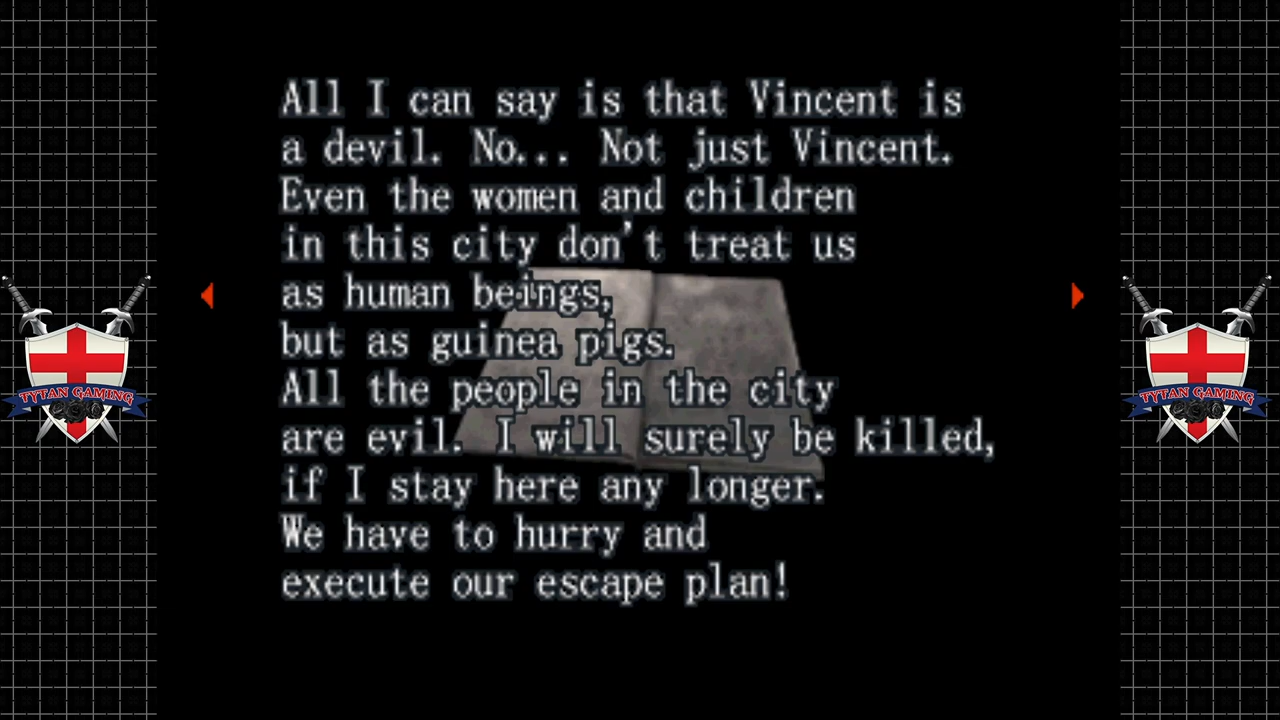 All I can say is that Vincent is
a devil. No... Not just Vincent.
Even the women and children
in this city don't treat us
as human beings,
but as guinea pigs.
All the people in the city
are evil. I will surely be killed,
if I stay here any longer.
We have to hurry and
execute our escape plan!
TYTAN GAMING
TYTAN GAMING